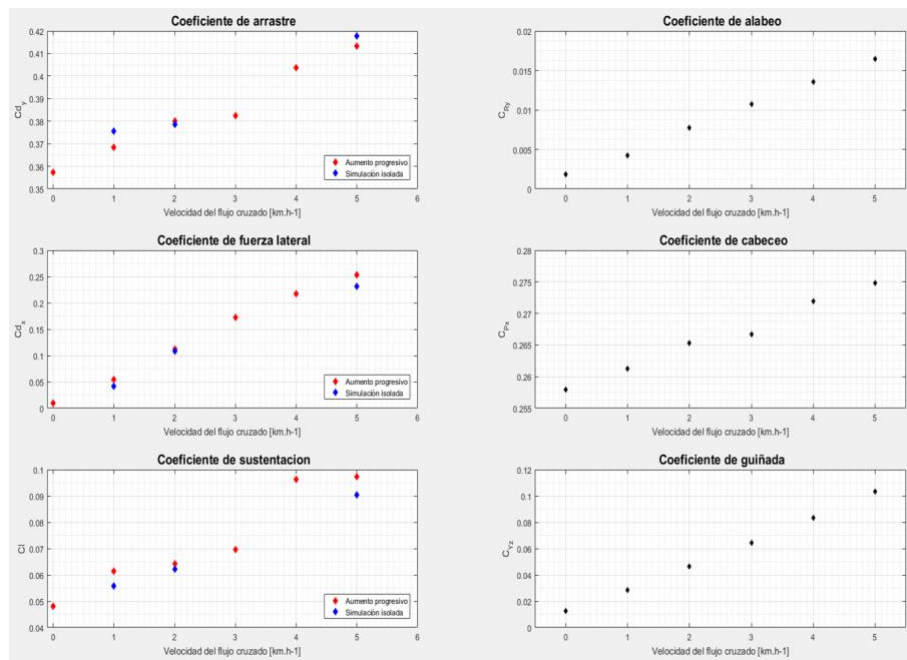 Coeficiente de arrastre
0.42
0.41
0.4
0.39
0.38
0.37
0.36
0.35
Cd_y
0 1 2 3 4 5 6
Velocidad del flujo cruzado [km.h-1]
Aumento progresivo
Simulación isolada
Coeficiente de alabeo
0.02
0.015
0.01
0.005
0
C_Ry
0 1 2 3 4 5
Velocidad del flujo cruzado [km.h-1]
Coeficiente de fuerza lateral
0.3
0.25
0.2
0.15
0.1
0.05
0
Cd_x
0 1 2 3 4 5 6
Velocidad del flujo cruzado [km.h-1]
Aumento progresivo
Simulación isolada
Coeficiente de cabeceo
0.28
0.275
0.27
0.265
0.26
0.255
C_Px
0 1 2 3 4 5
Velocidad del flujo cruzado [km.h-1]
Coeficiente de sustentacion
0.1
0.09
0.08
0.07
0.06
0.05
0.04
Cl
0 1 2 3 4 5 6
Velocidad del flujo cruzado [km.h-1]
Aumento progresivo
Simulación isolada
Coeficiente de guiñada
0.12
0.1
0.08
0.06
0.04
0.02
0
C_Yz
0 1 2 3 4 5
Velocidad del flujo cruzado [km.h-1]